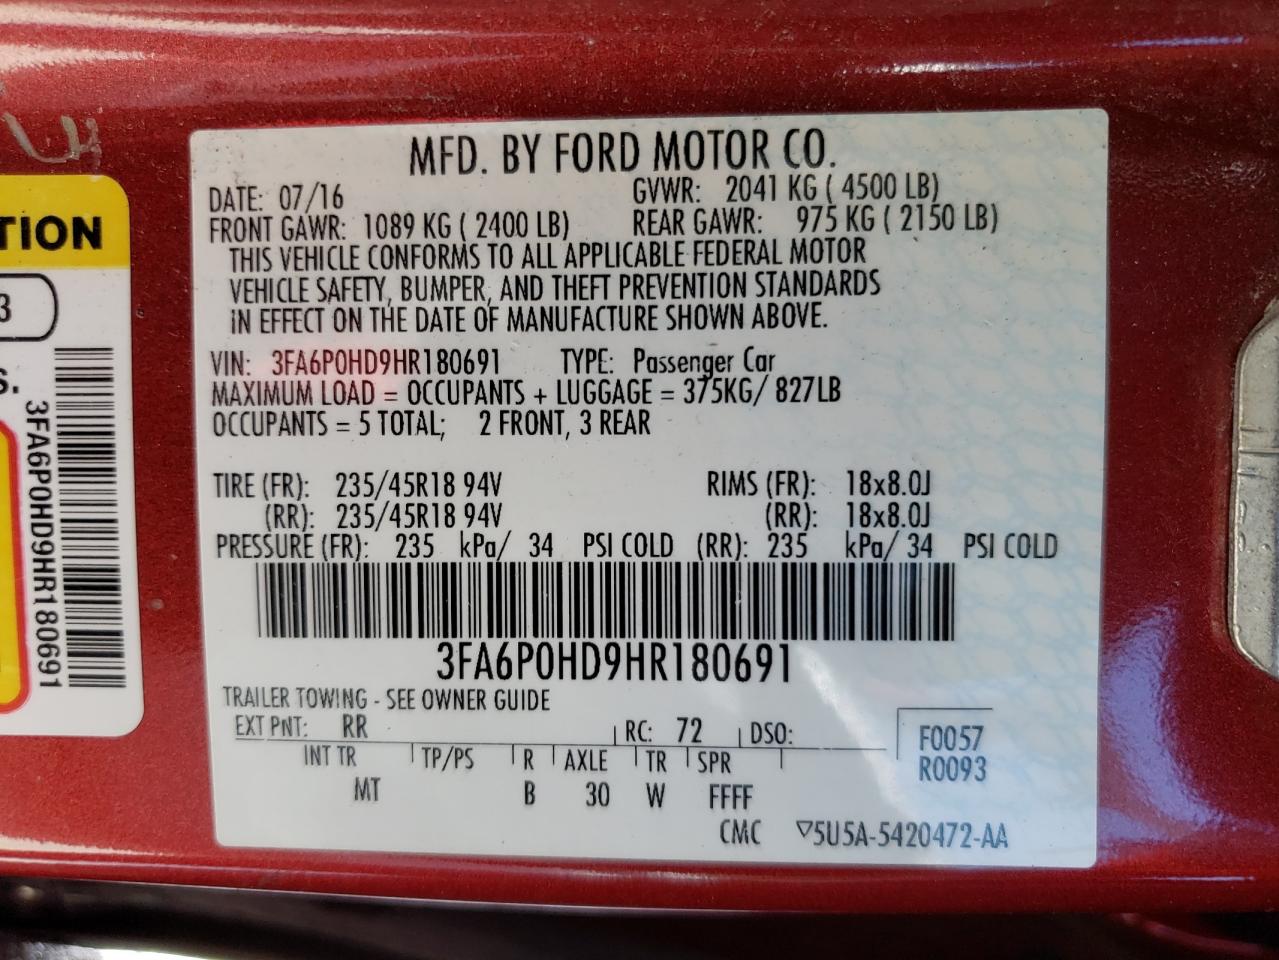 MFD. BY FORD MOTOR CO.
DATE: 07/16 GVWR: 2041 KG ( 4500 LB)
FRONT GAWR: 1089 KG ( 2400 LB) REAR GAWR: 975 KG ( 2150 LB)
THIS VEHICLE CONFORMS TO ALL APPLICABLE FEDERAL MOTOR
VEHICLE SAFETY, BUMPER, AND THEFT PREVENTION STANDARDS
IN EFFECT ON THE DATE OF MANUFACTURE SHOWN ABOVE.
VIN: 3FA6P0HD9HR180691 TYPE: Passenger Car
MAXIMUM LOAD = OCCUPANTS + LUGGAGE = 375KG/ 827LB
OCCUPANTS = 5 TOTAL; 2 FRONT, 3 REAR
TIRE (FR): 235/45R18 94V RIMS (FR): 18x8.0J
(RR): 235/45R18 94V (RR): 18x8.0J
PRESSURE (FR): 235 kPa/ 34 PSI COLD (RR): 235 kPa/ 34 PSI COLD
3FA6P0HD9HR180691
TRAILER TOWING - SEE OWNER GUIDE
EXT PNT: RR RC: 72 DSO:
F0057
R0093
INT TR TP/PS R AXLE TR SPR
MT B 30 W FFFF
CMC ▽5U5A-5420472-AA
TION
3
S.
3FA6P0HD9HR180691